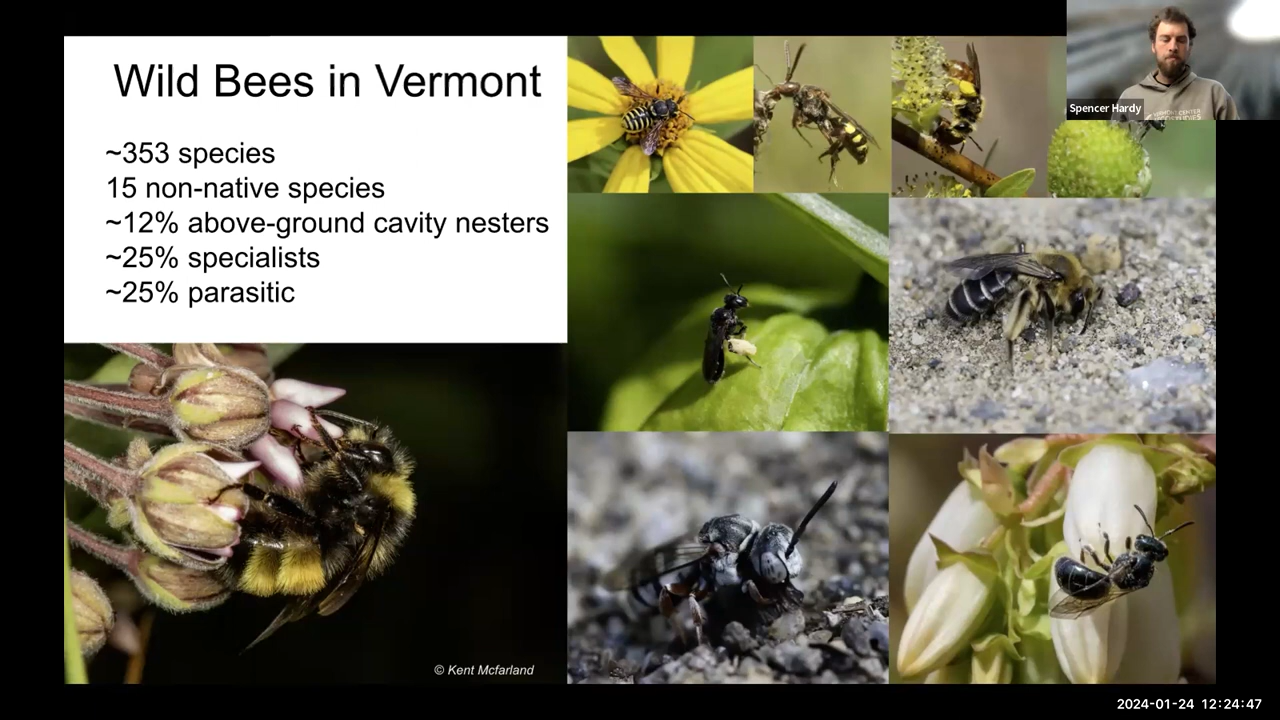 Wild Bees in Vermont
~353 species
15 non-native species
~12% above-ground cavity nesters
~25% specialists
~25% parasitic
Spencer Hardy
© Kent Mcfarland
2024-01-24 12:24:47